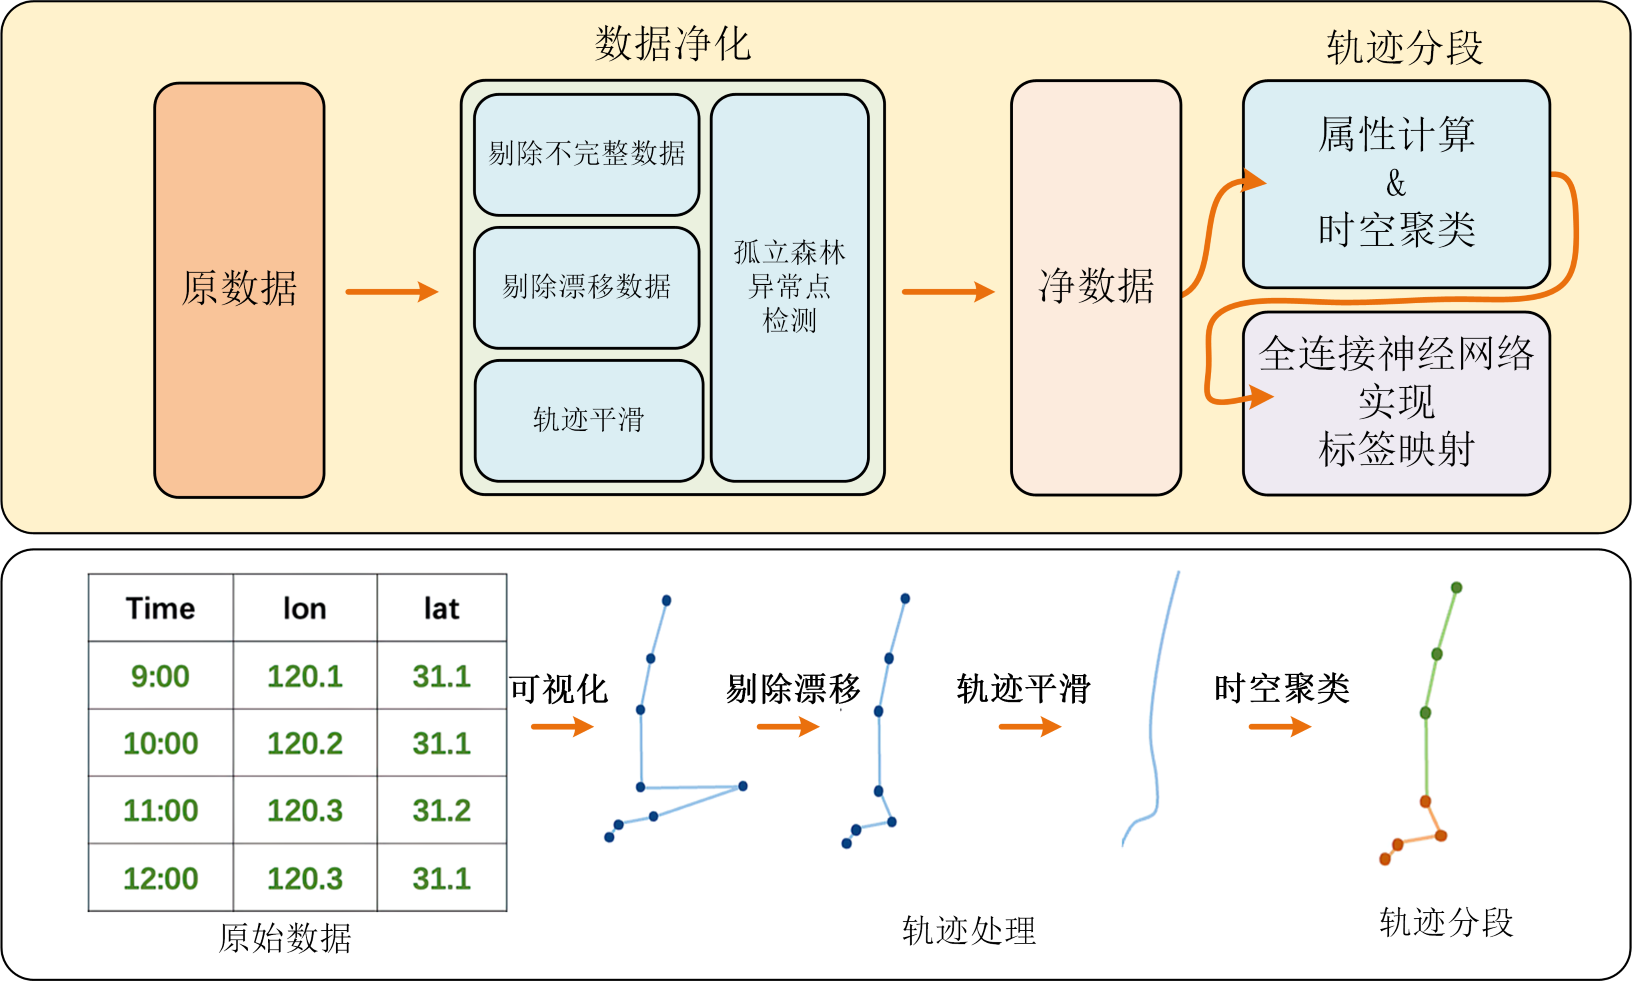 数据净化
轨迹分段
原数据
剔除不完整数据
剔除漂移数据
轨迹平滑
孤立森林
异常点
检测
净数据
属性计算
&
时空聚类
全连接神经网络
实现
标签映射
Time lon lat
9:00 120.1 31.1
10:00 120.2 31.1
11:00 120.3 31.2
12:00 120.3 31.1
原始数据
可视化
剔除漂移
轨迹平滑
时空聚类
轨迹处理
轨迹分段